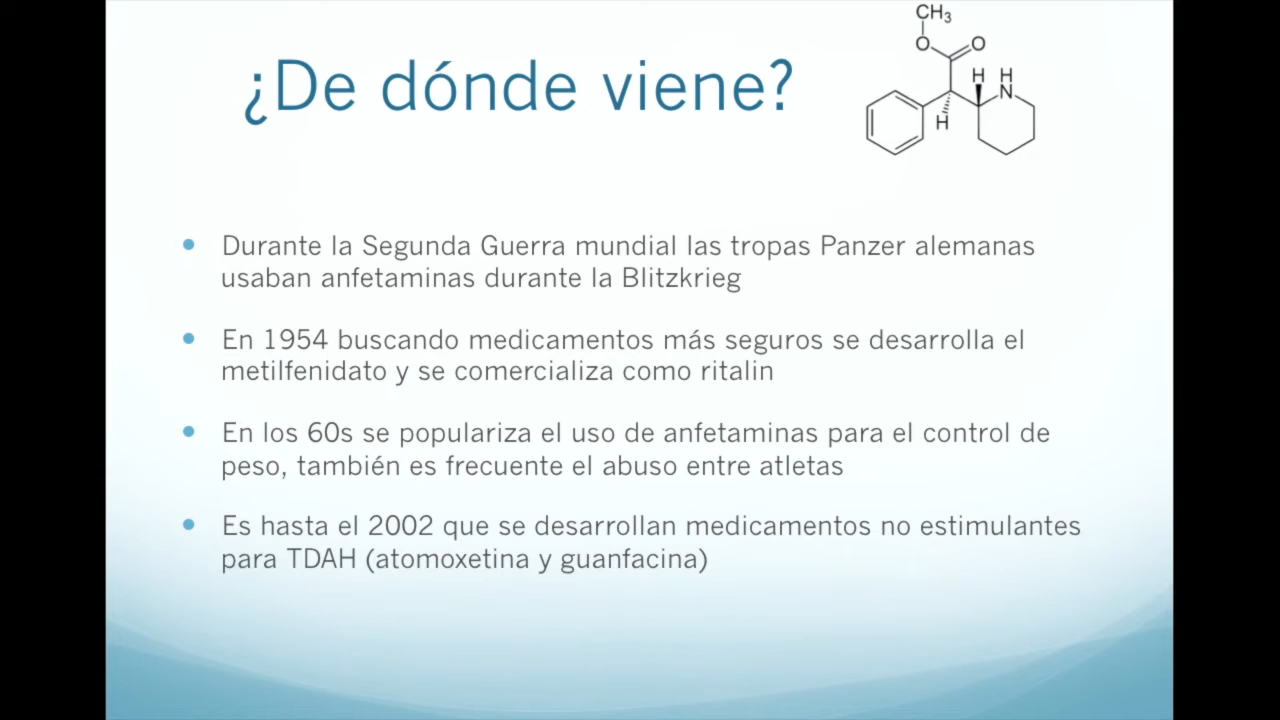 ¿De dónde viene?
CH3
O
O
H H
N
H
Durante la Segunda Guerra mundial las tropas Panzer alemanas
usaban anfetaminas durante la Blitzkrieg
En 1954 buscando medicamentos más seguros se desarrolla el
metilfenidato y se comercializa como ritalin
En los 60s se populariza el uso de anfetaminas para el control de
peso, también es frecuente el abuso entre atletas
Es hasta el 2002 que se desarrollan medicamentos no estimulantes
para TDAH (atomoxetina y guanfacina)